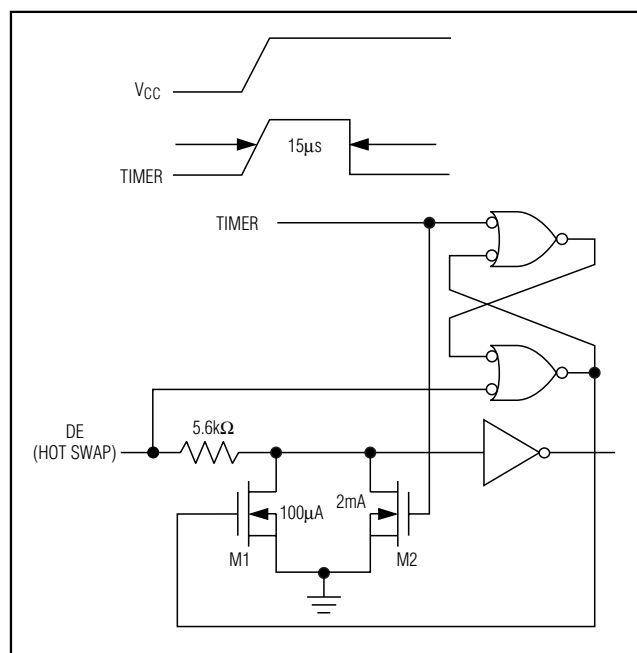 VCC
15μs
TIMER
TIMER
5.6kΩ
DE
(HOT SWAP)
100μA
2mA
M1
M2